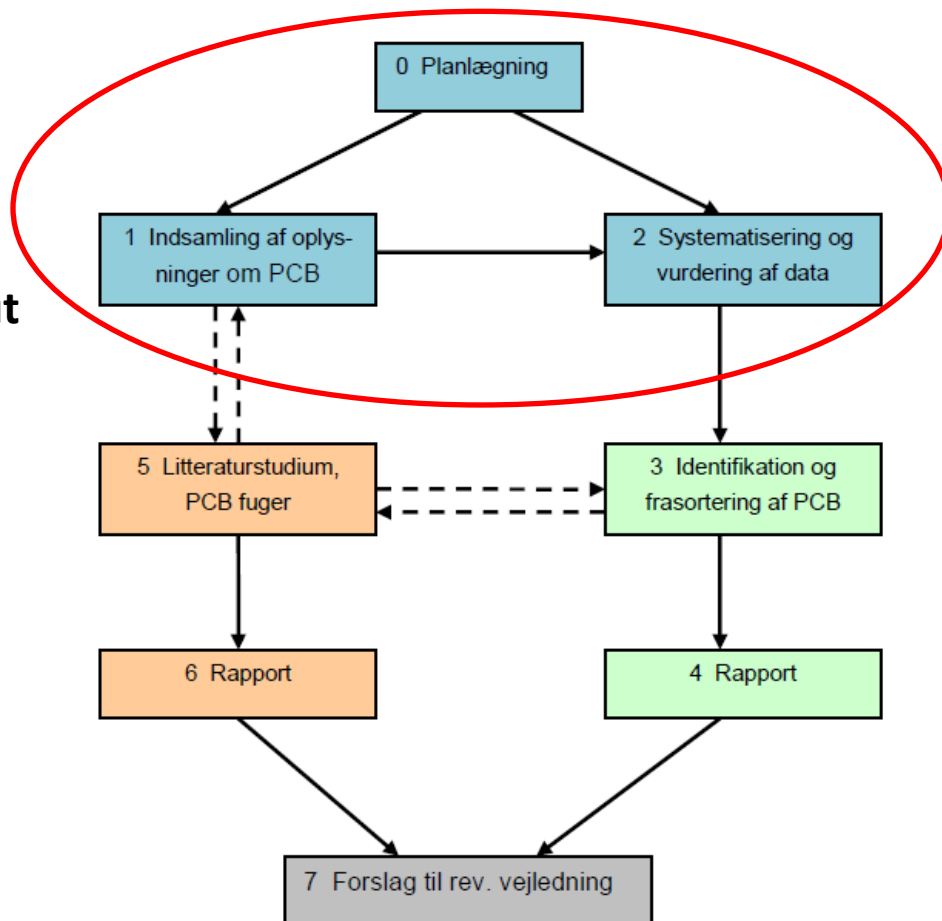 0 Planlægning
1 Indsamling af oplys-
ninger om PCB
2 Systematisering og
vurdering af data
5 Litteraturstudium,
PCB fuger
3 Identifikation og
frasortering af PCB
6 Rapport
4 Rapport
7 Forslag til rev. vejledning